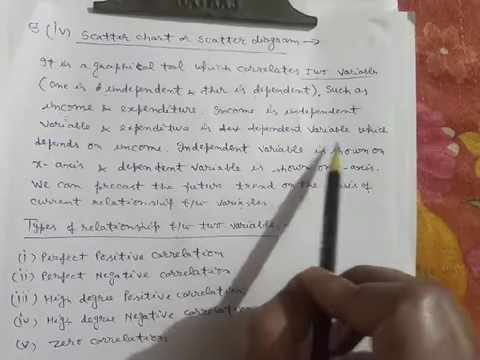 Q (iv) Scatter chart or scatter diagram →
It is a graphical tool which correlates two variable
(one is independent & other is dependent). Such as
income & expenditure. Income is independent
variable & expenditure is dependent variable which
depends on income. Independent variable is shown on
x-axis & dependent variable is shown on -axis.
We can forecast the future trend on the basis of
current relationship b/w variables.
Types of relationship b/w two variable -
(i) Perfect Positive correlation
(ii) Perfect Negative correlation
(iii) High degree Positive correlation
(iv) High degree Negative correlation
(v) Zero correlation